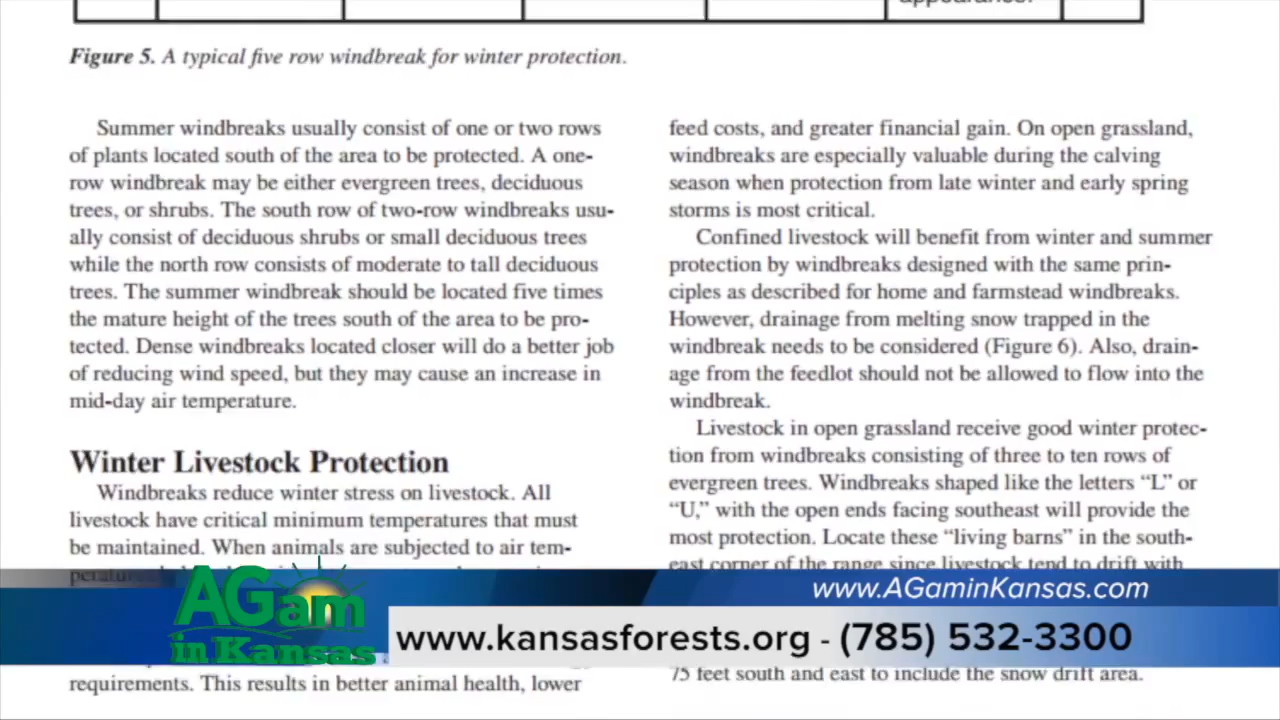 appearance.
Figure 5. A typical five row windbreak for winter protection.
Summer windbreaks usually consist of one or two rows
of plants located south of the area to be protected. A one-
row windbreak may be either evergreen trees, deciduous
trees, or shrubs. The south row of two-row windbreaks usu-
ally consist of deciduous shrubs or small deciduous trees
while the north row consists of moderate to tall deciduous
trees. The summer windbreak should be located five times
the mature height of the trees south of the area to be pro-
tected. Dense windbreaks located closer will do a better job
of reducing wind speed, but they may cause an increase in
mid-day air temperature.
Winter Livestock Protection
Windbreaks reduce winter stress on livestock. All
livestock have critical minimum temperatures that must
be maintained. When animals are subjected to air tem-
requirements. This results in better animal health, lower
feed costs, and greater financial gain. On open grassland,
windbreaks are especially valuable during the calving
season when protection from late winter and early spring
storms is most critical.
Confined livestock will benefit from winter and summer
protection by windbreaks designed with the same prin-
ciples as described for home and farmstead windbreaks.
However, drainage from melting snow trapped in the
windbreak needs to be considered (Figure 6). Also, drain-
age from the feedlot should not be allowed to flow into the
windbreak.
Livestock in open grassland receive good winter protec-
tion from windbreaks consisting of three to ten rows of
evergreen trees. Windbreaks shaped like the letters “L” or
“U,” with the open ends facing southeast will provide the
most protection. Locate these “living barns” in the south-
east corner of the range since livestock tend to drift with
75 feet south and east to include the snow drift area.
AGam
in Kansas
www.AGaminKansas.com
www.kansasforests.org - (785) 532-3300